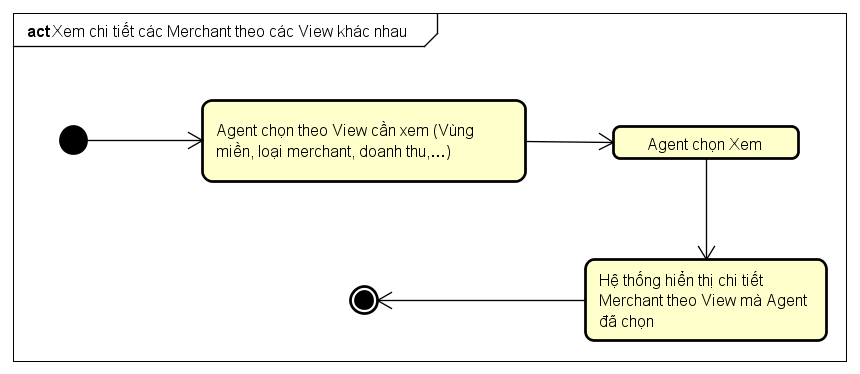 act Xem chi tiết các Merchant theo các View khác nhau
Agent chọn theo View cần xem (Vùng
miền, loại merchant, doanh thu,...)
Agent chọn Xem
Hệ thống hiển thị chi tiết
Merchant theo View mà Agent
đã chọn